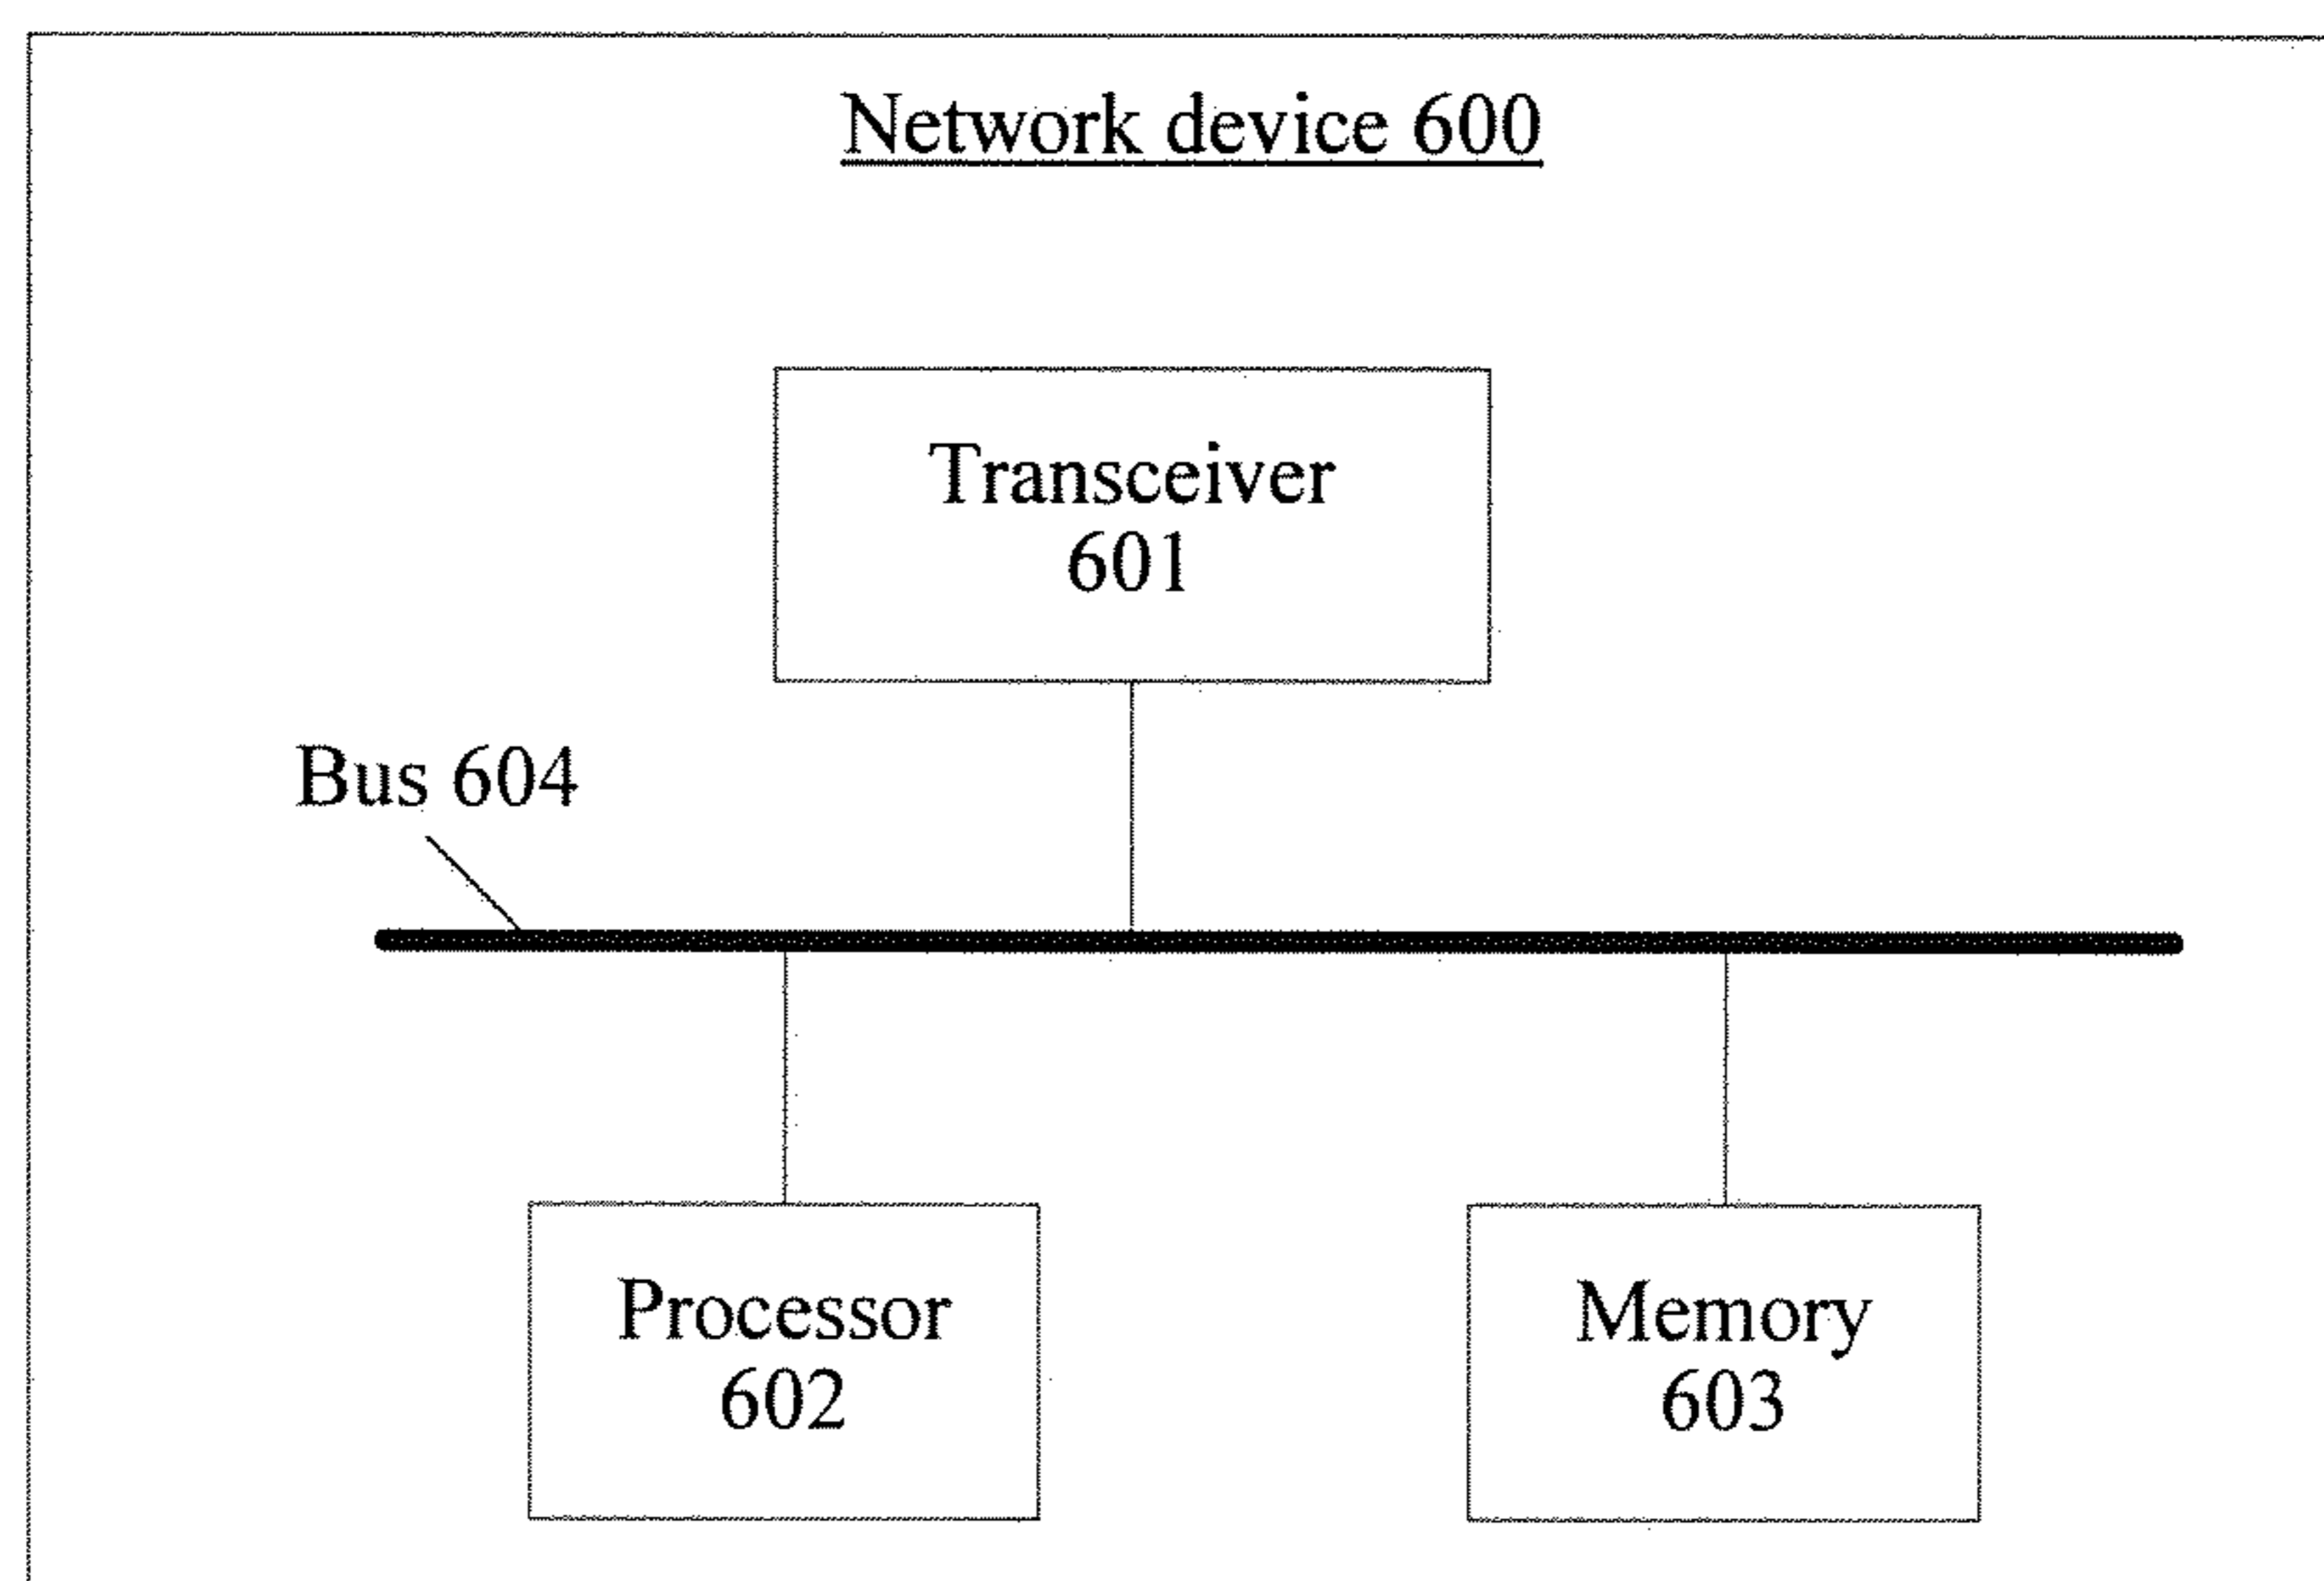 Network device 600
Transceiver
601
Bus 604
Processor
602
Memory
603